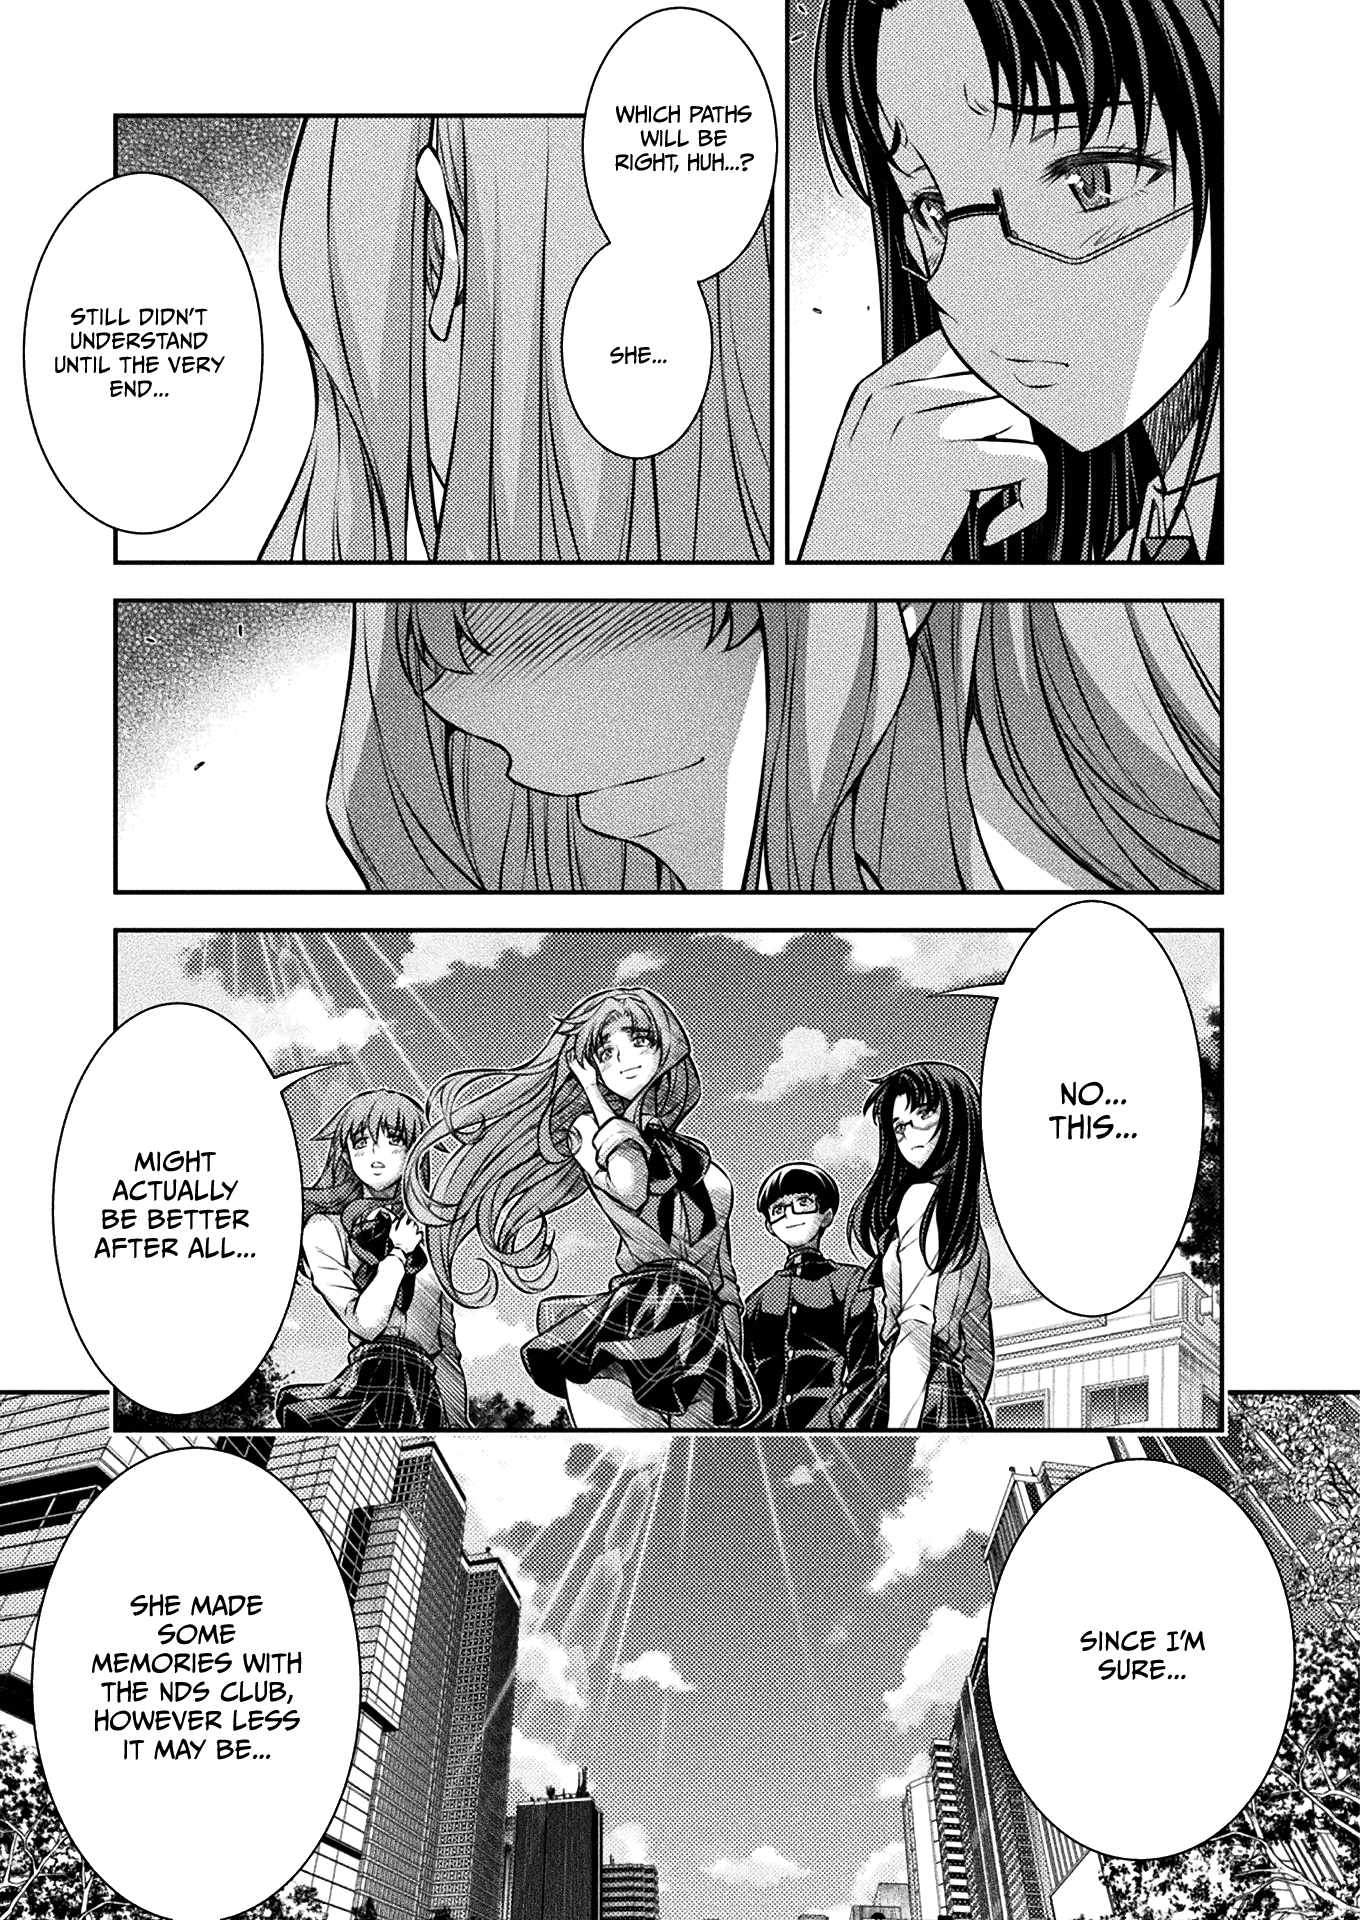 WHICH PATHS
WILL BE
RIGHT, HUH...?
SHE...
STILL DIDN'T
UNDERSTAND
UNTIL THE VERY
END...
NO...
THIS...
MIGHT
ACTUALLY
BE BETTER
AFTER ALL...
SINCE I'M
SURE...
SHE MADE
SOME
MEMORIES WITH
THE NDS CLUB,
HOWEVER LESS
IT MAY BE...